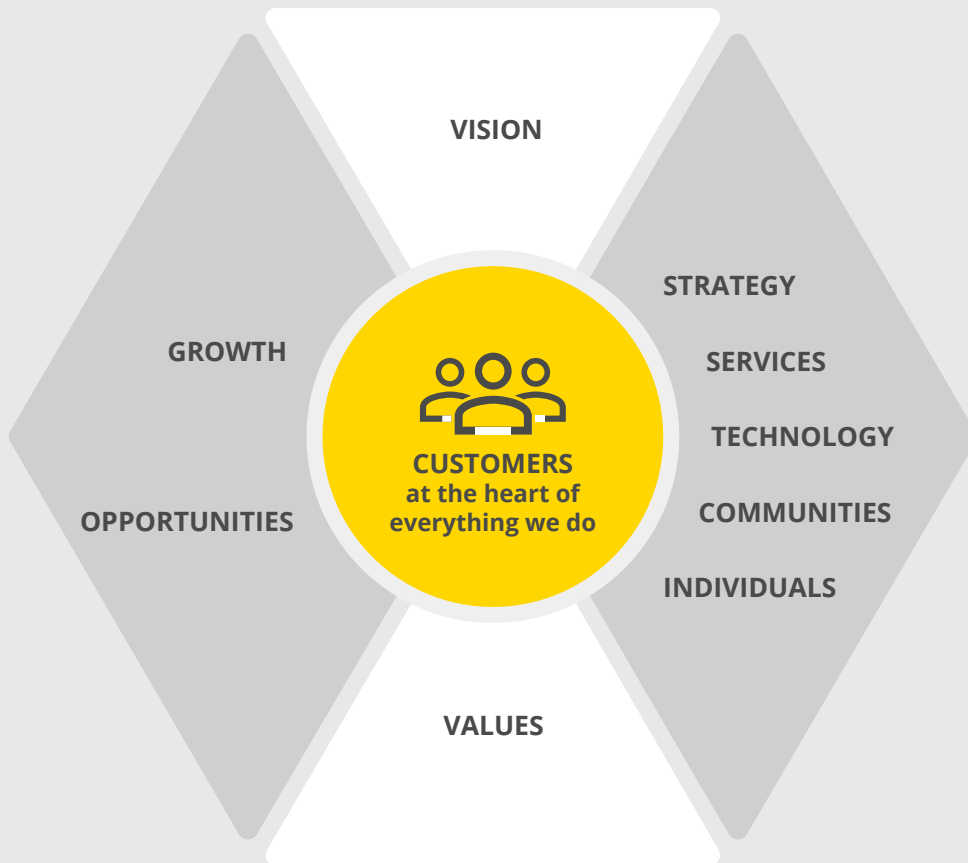 VISION
GROWTH
OPPORTUNITIES
CUSTOMERS
at the heart of
everything we do
STRATEGY
SERVICES
TECHNOLOGY
COMMUNITIES
INDIVIDUALS
VALUES